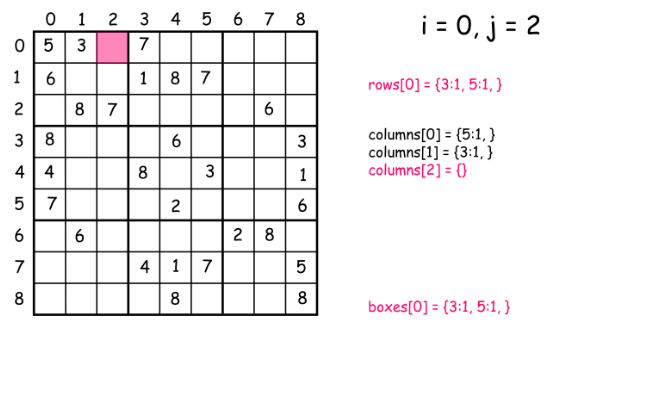 0 1 2 3 4 5 6 7 8
i = 0, j = 2
0 5 3 7
1 6 1 8 7
rows[0] = {3:1, 5:1, }
2 8 7 6
3 8 6 3
columns[0] = {5:1, }
columns[1] = {3:1, }
4 4 8 3 1
columns[2] = {}
5 7 2 6
6 6 2 8
7 4 1 7 5
8 8 8
boxes[0] = {3:1, 5:1, }